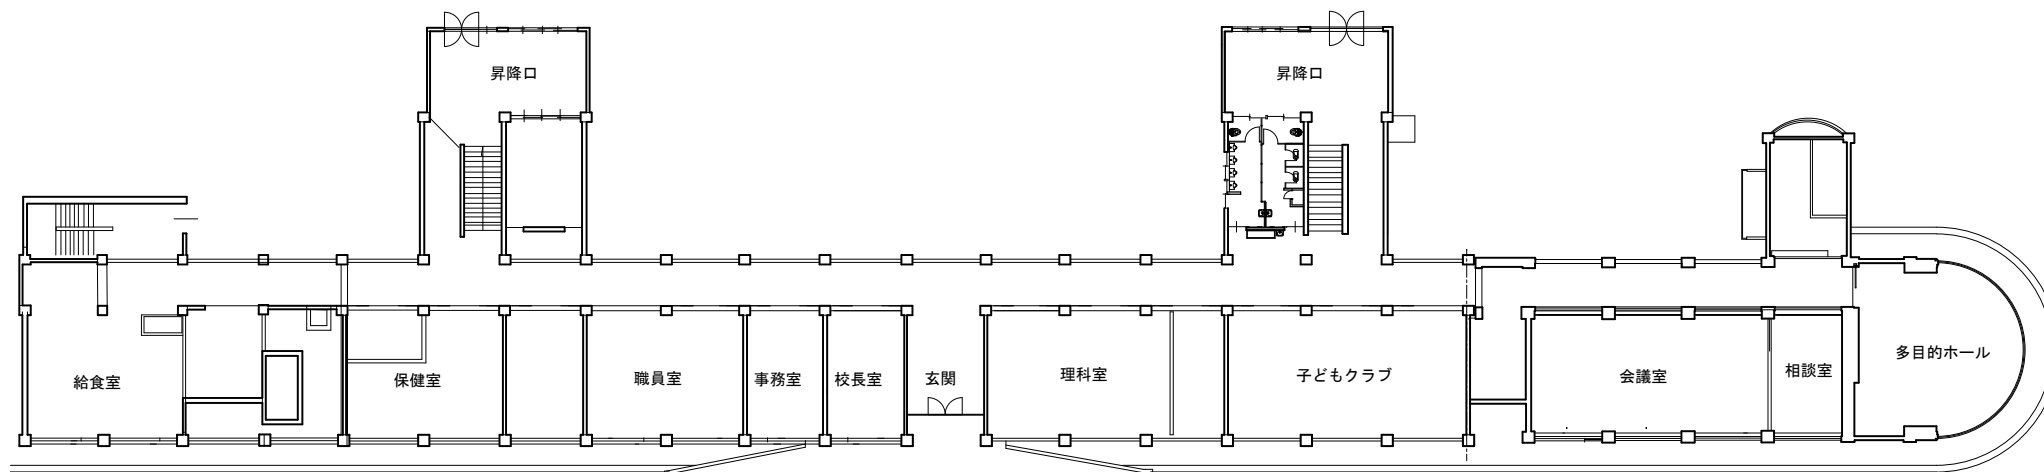 昇降口
昇降口
給食室
保健室
職員室
事務室
校長室
玄関
理科室
子どもクラブ
会議室
相談室
多目的ホール